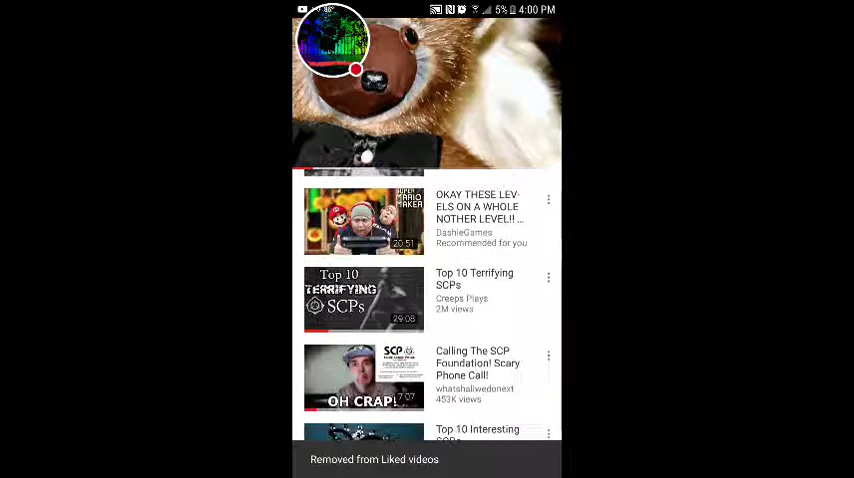 86°
5% 4:00 PM
SUPER
MARIO
MAKER
20:51
OKAY THESE LEV-
ELS ON A WHOLE
NOTHER LEVEL!! ...
DashieGames
Recommended for you
Top 10
TERRIFYING
SCPs
29:08
Top 10 Terrifying
SCPs
Creeps Plays
2M views
SCP
OH CRAP!
7:07
Calling The SCP
Foundation! Scary
Phone Call!
whatshallwedonext
453K views
Top 10 Interesting
SCPs
Removed from Liked videos